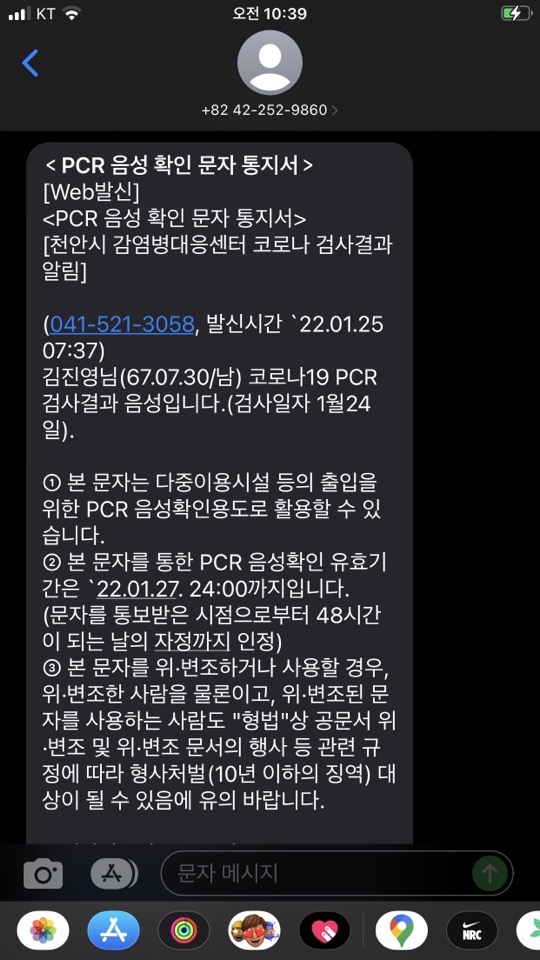 KT
오전 10:39
+82 42-252-9860
< PCR 음성 확인 문자 통지서 >
[Web발신]
<PCR 음성 확인 문자 통지서>
[천안시 감염병대응센터 코로나 검사결과
알림]
(041-521-3058, 발신시간 `22.01.25
07:37)
김진영님(67.07.30/남) 코로나19 PCR
검사결과 음성입니다.(검사일자 1월24
일).
① 본 문자는 다중이용시설 등의 출입을
위한 PCR 음성확인용도로 활용할 수 있
습니다.
② 본 문자를 통한 PCR 음성확인 유효기
간은 `22.01.27. 24:00까지입니다.
(문자를 통보받은 시점으로부터 48시간
이 되는 날의 자정까지 인정)
③ 본 문자를 위·변조하거나 사용할 경우,
위·변조한 사람을 물론이고, 위·변조된 문
자를 사용하는 사람도 "형법"상 공문서 위
·변조 및 위·변조 문서의 행사 등 관련 규
정에 따라 형사처벌(10년 이하의 징역) 대
상이 될 수 있음에 유의 바랍니다.
문자 메시지
NRC